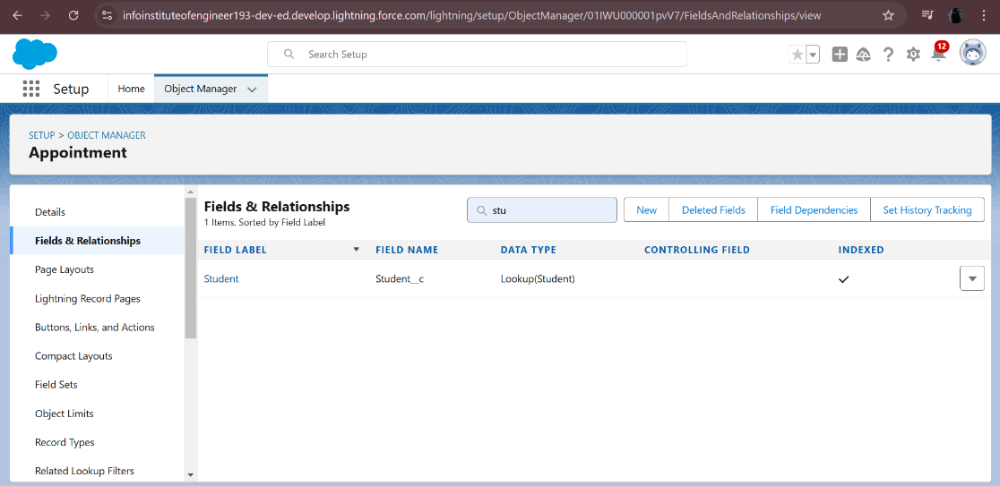 infoinstituteofengineer193-dev-ed.develop.lightning.force.com/lightning/setup/ObjectManager/01IWU000001pvV7/FieldsAndRelationships/view
Search Setup
12
Setup
Home
Object Manager
SETUP > OBJECT MANAGER
Appointment
Details
Fields & Relationships
Page Layouts
Lightning Record Pages
Buttons, Links, and Actions
Compact Layouts
Field Sets
Object Limits
Record Types
Related Lookup Filters
Fields & Relationships
1 Items, Sorted by Field Label
stu
New
Deleted Fields
Field Dependencies
Set History Tracking
FIELD LABEL FIELD NAME DATA TYPE CONTROLLING FIELD INDEXED
Student Student__c Lookup(Student)